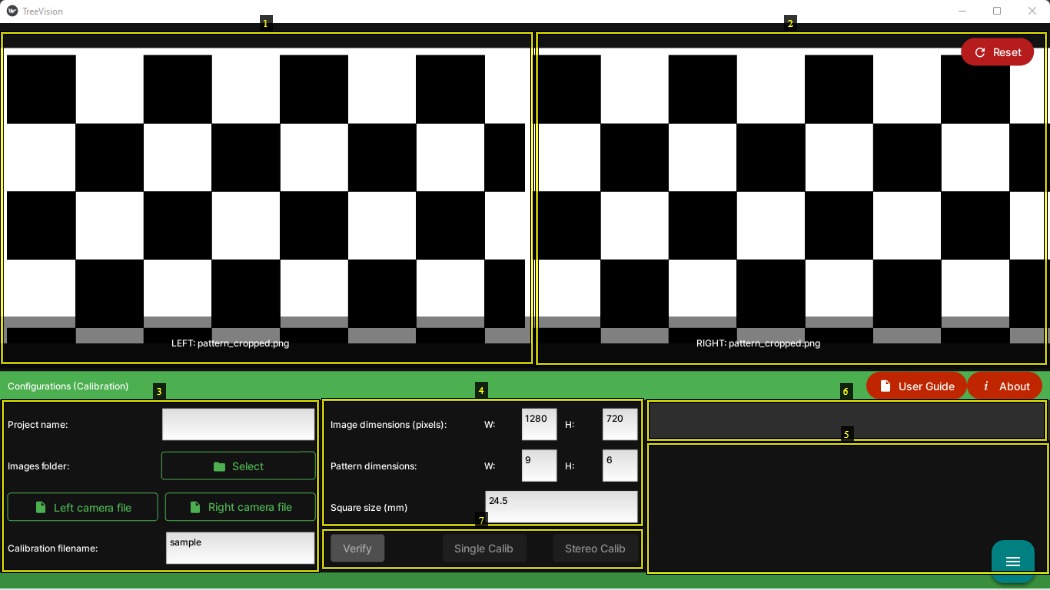 TreeVision
1
2
Reset
LEFT: pattern_cropped.png
RIGHT: pattern_cropped.png
Configurations (Calibration)
3
4
6
User Guide
i About
Project name:
Image dimensions (pixels): W: 1280 H: 720
5
Images folder: Select
Pattern dimensions: W: 9 H: 6
Left camera file Right camera file
Square size (mm) 24.5
7
Calibration filename: sample
Verify Single Calib Stereo Calib